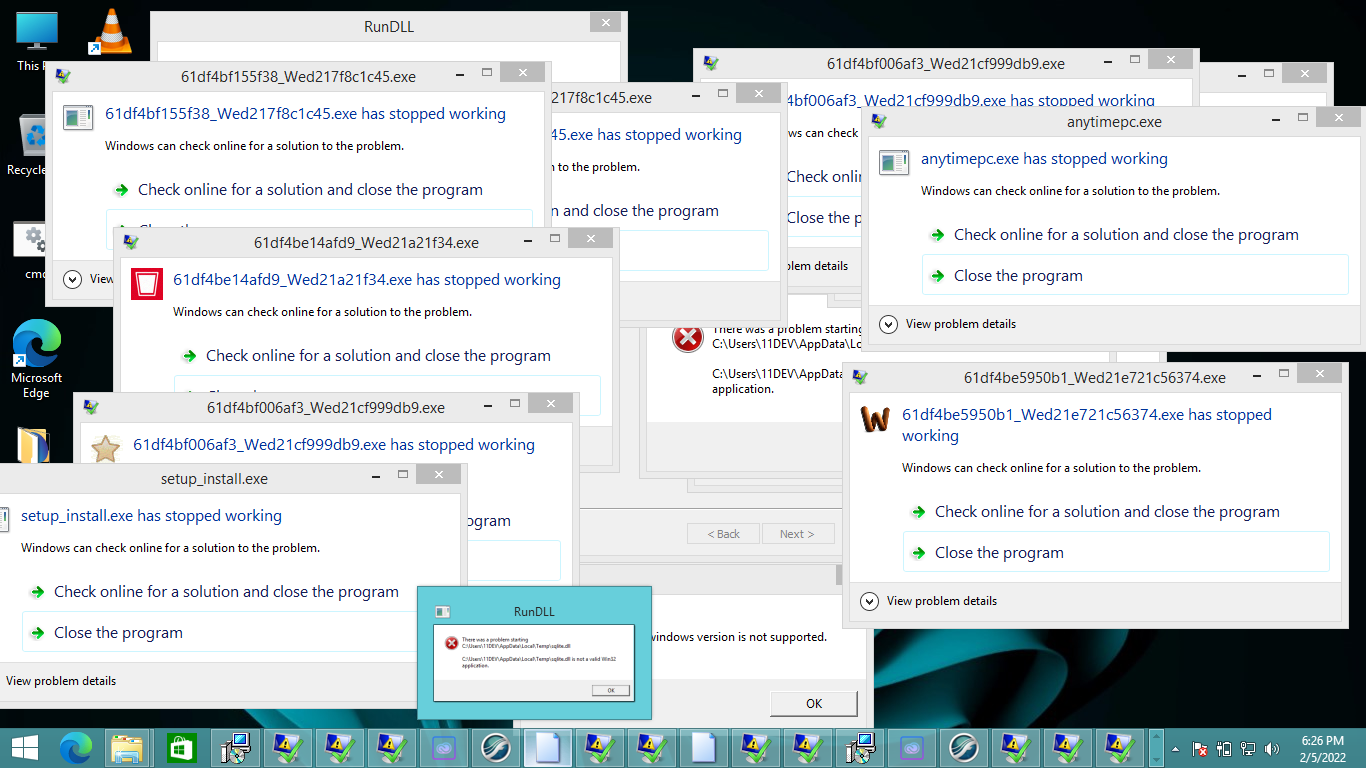 RunDLL
This P
61df4bf155f38_Wed217f8c1c45.exe
61df4bf155f38_Wed217f8c1c45.exe has stopped working
Windows can check online for a solution to the problem.
Check online for a solution and close the program
View
217f8c1c45.exe
45.exe has stopped working
n to the problem.
n and close the program
61df4bf006af3_Wed21cf999db9.exe
4bf006af3_Wed21cf999db9.exe has stopped working
ws can check
Check onli
Close the p
blem details
anytimepc.exe
anytimepc.exe has stopped working
Windows can check online for a solution to the problem.
Check online for a solution and close the program
Close the program
View problem details
Recycle
cmd
Microsoft
Edge
61df4be14afd9_Wed21a21f34.exe
61df4be14afd9_Wed21a21f34.exe has stopped working
Windows can check online for a solution to the problem.
Check online for a solution and close the program
There was a problem starting
C:\Users\11DEV\AppData\Lo
C:\Users\11DEV\AppData
application.
61df4be5950b1_Wed21e721c56374.exe
61df4be5950b1_Wed21e721c56374.exe has stopped
working
Windows can check online for a solution to the problem.
Check online for a solution and close the program
Close the program
View problem details
61df4bf006af3_Wed21cf999db9.exe
61df4bf006af3_Wed21cf999db9.exe has stopped working
ogram
setup_install.exe
setup_install.exe has stopped working
Windows can check online for a solution to the problem.
Check online for a solution and close the program
Close the program
View problem details
< Back
Next >
windows version is not supported.
OK
RunDLL
There was a problem starting
C:\Users\11DEV\AppData\Local\Temp\sqlite.dll
C:\Users\11DEV\AppData\Local\Temp\sqlite.dll is not a valid Win32
application.
OK
6:26 PM
2/5/2022